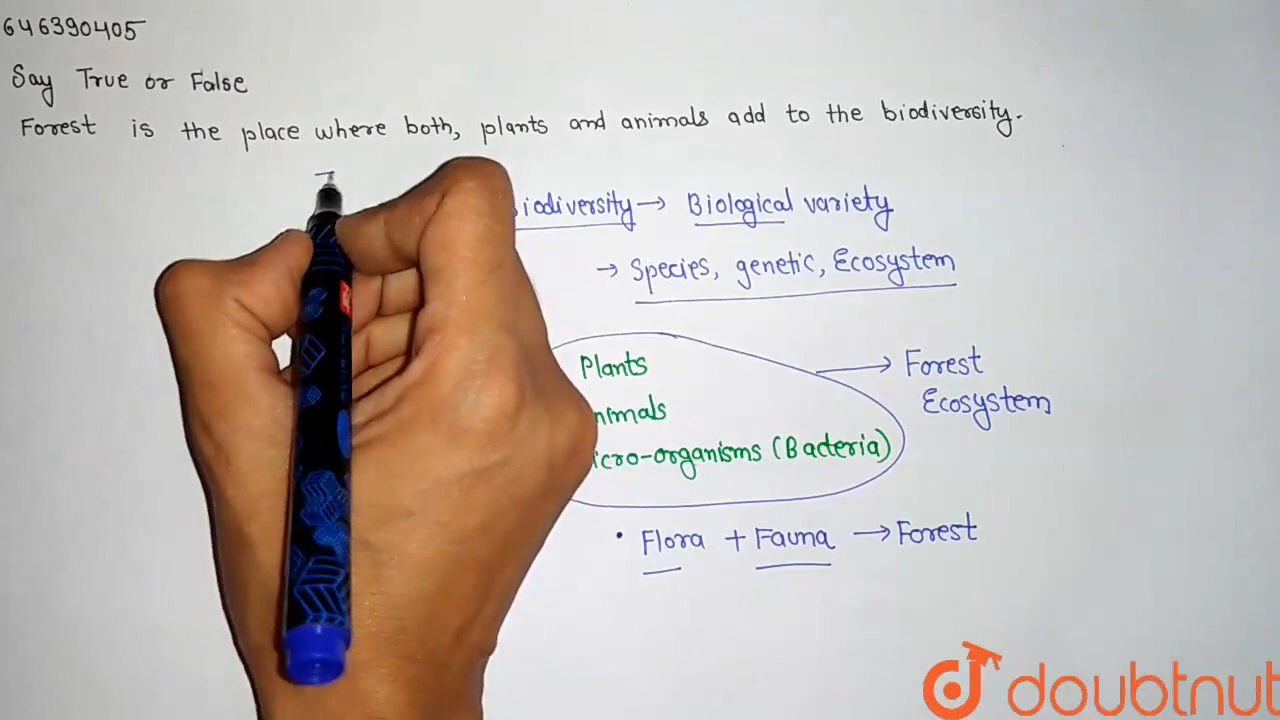 646390405
Say True or False
Forest is the place where both, plants and animals add to the biodiversity.
Biodiversity → Biological variety
→ Species, genetic, Ecosystem
Plants
→ Forest
Ecosystem
(Bacteria)
• Flora + Fauna → Forest
doubtnut